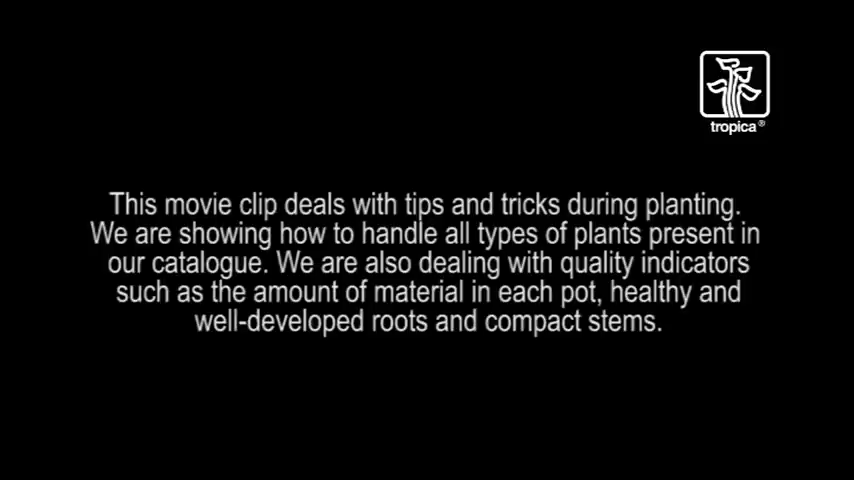 tropica®
This movie clip deals with tips and tricks during planting.
We are showing how to handle all types of plants present in
our catalogue. We are also dealing with quality indicators
such as the amount of material in each pot, healthy and
well-developed roots and compact stems.